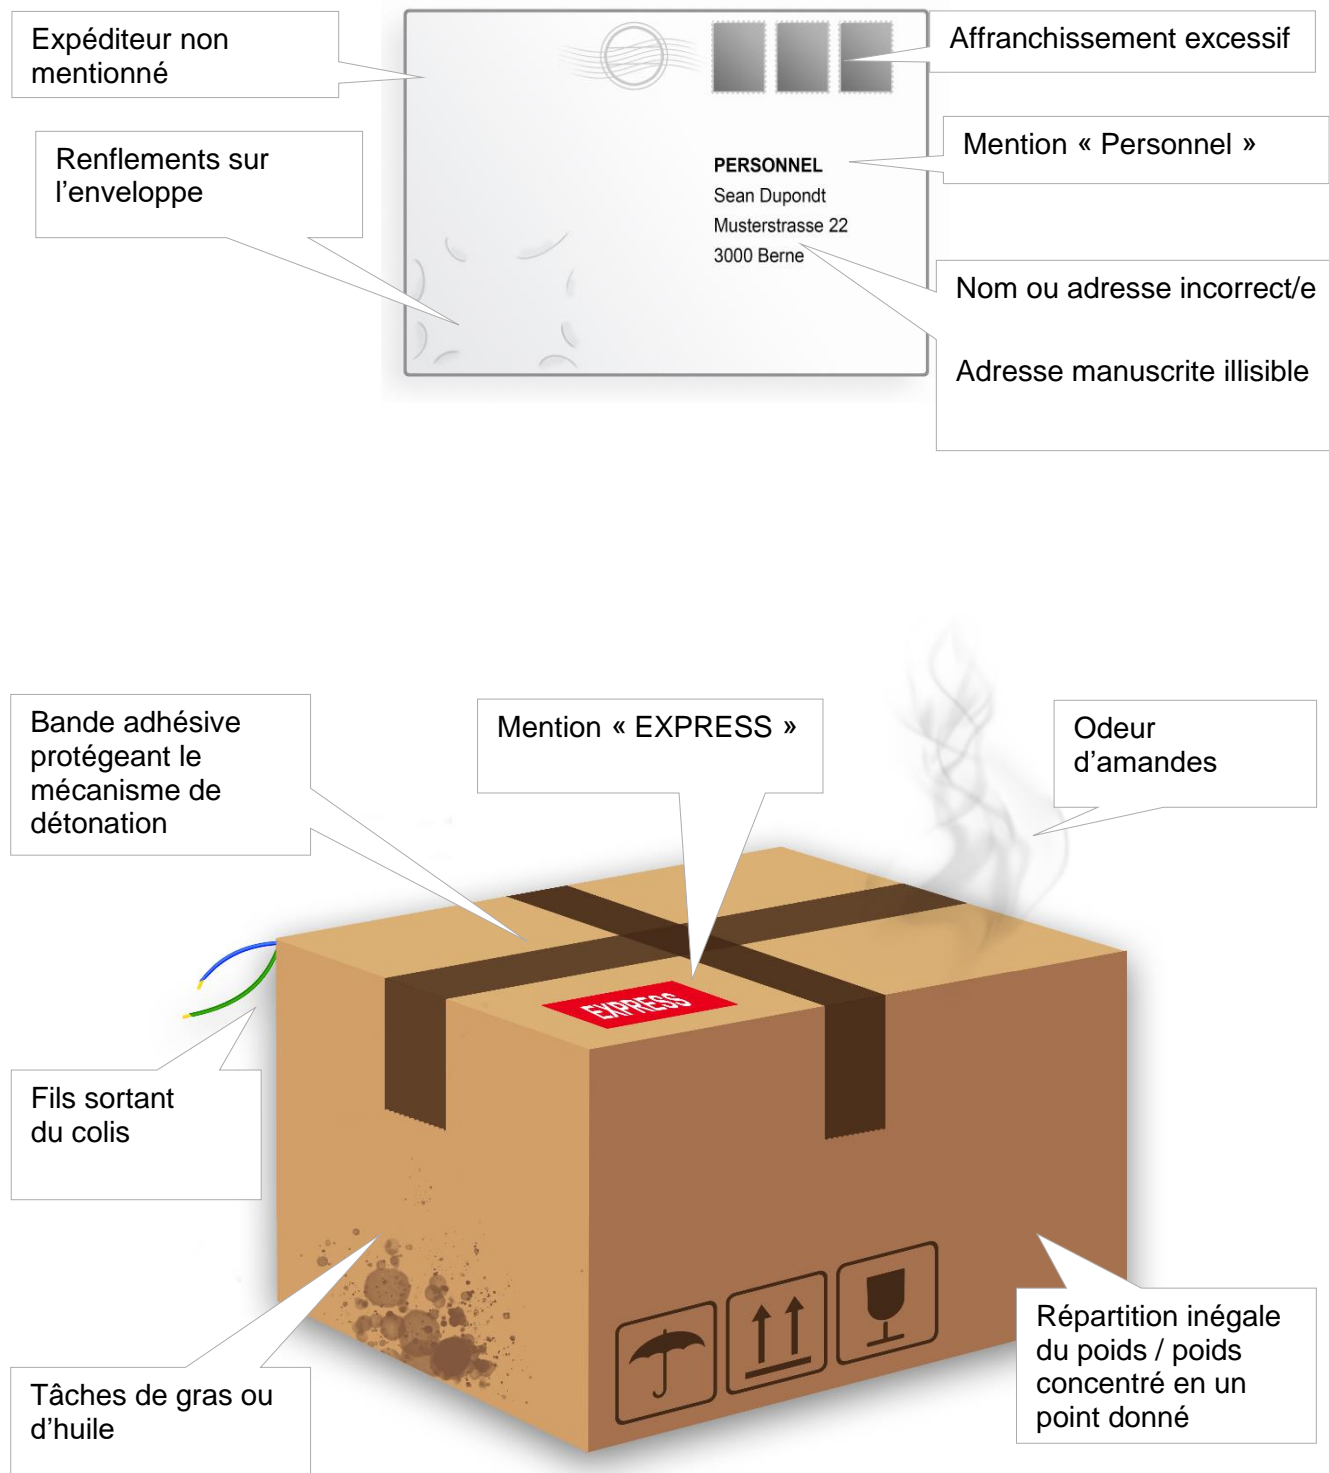 Expéditeur non
mentionné
Affranchissement excessif
Renflements sur
l’enveloppe
Mention « Personnel »
PERSONNEL
Sean Dupondt
Musterstrasse 22
3000 Berne
Nom ou adresse incorrect/e
Adresse manuscrite illisible
Bande adhésive
protégeant le
mécanisme de
détonation
Mention « EXPRESS »
Odeur
d’amandes
EXPRESS
Fils sortant
du colis
Tâches de gras ou
d’huile
Répartition inégale
du poids / poids
concentré en un
point donné